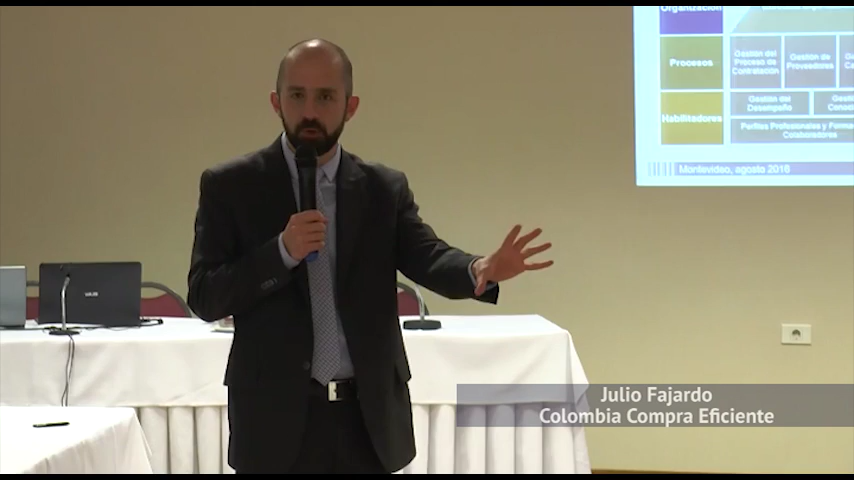 Organización
Procesos
Gestión del
Proceso de
Contratación
Gestión de
Proveedores
Habilitadores
Gestión del
Desempeño
Perfiles Profesionales y
Colaboradores
Montevideo, agosto 2016
Julio Fajardo
Colombia Compra Eficiente